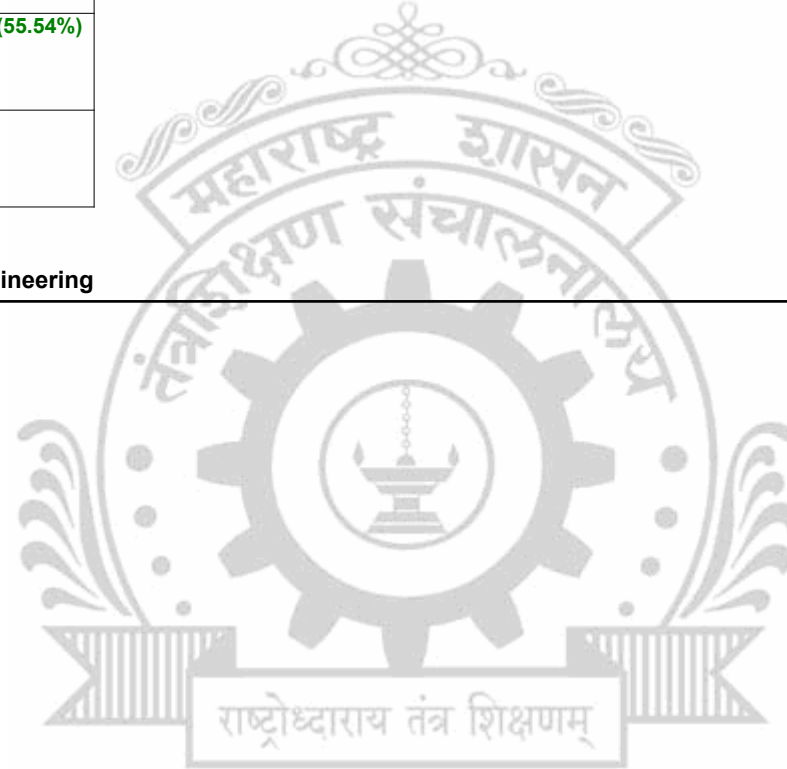 (55.54%)
महाराष्ट्र शासन
तंत्रशिक्षण संचालनालय
ineering
राष्ट्रोध्दाराय तंत्र शिक्षणम्